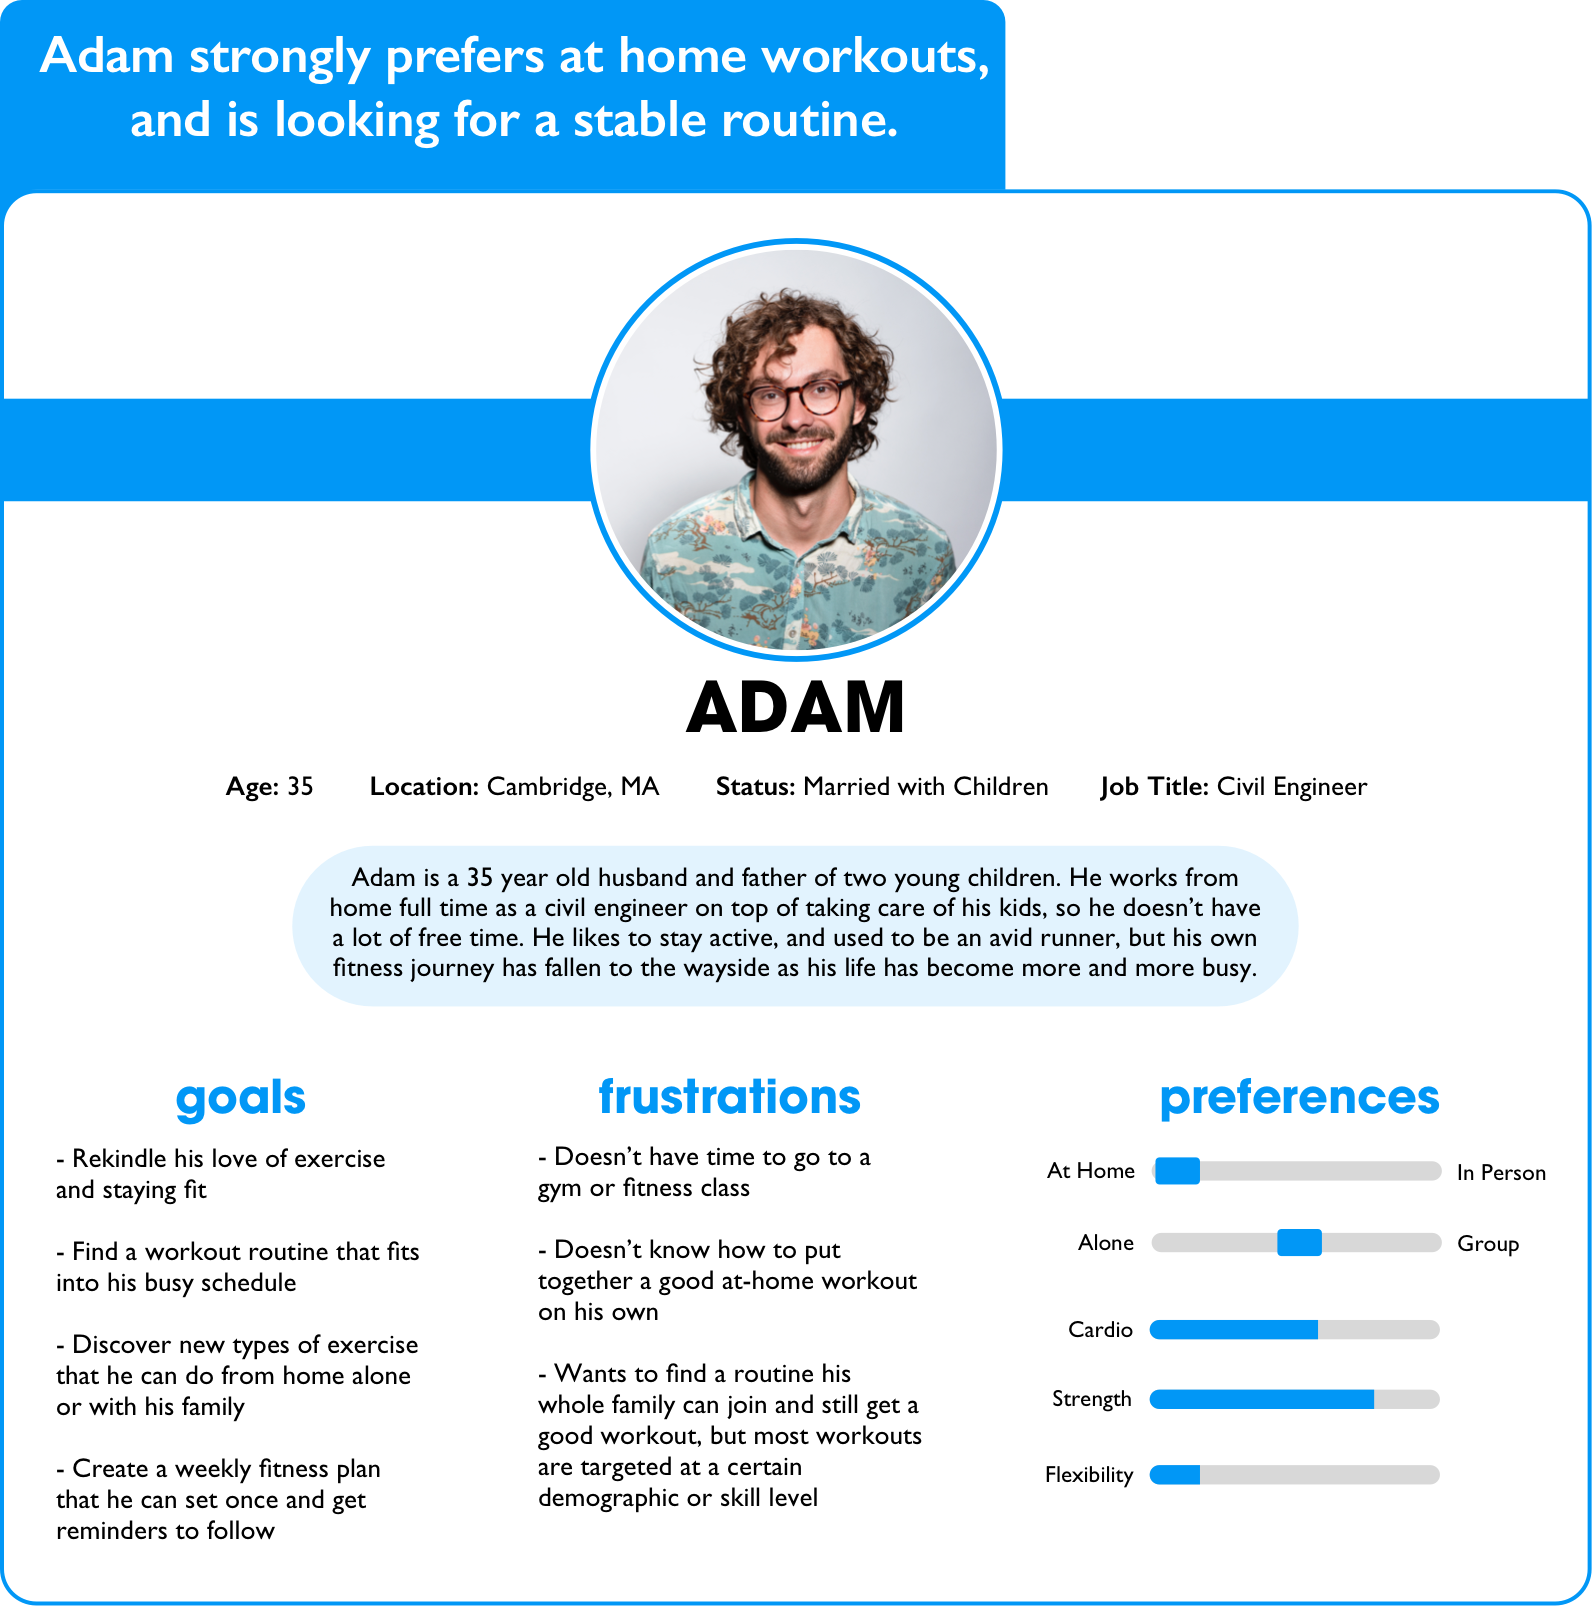 Adam strongly prefers at home workouts,
and is looking for a stable routine.
ADAM
Age: 35 Location: Cambridge, MA Status: Married with Children Job Title: Civil Engineer
Adam is a 35 year old husband and father of two young children. He works from
home full time as a civil engineer on top of taking care of his kids, so he doesn’t have
a lot of free time. He likes to stay active, and used to be an avid runner, but his own
fitness journey has fallen to the wayside as his life has become more and more busy.
goals
- Rekindle his love of exercise
and staying fit
- Find a workout routine that fits
into his busy schedule
- Discover new types of exercise
that he can do from home alone
or with his family
- Create a weekly fitness plan
that he can set once and get
reminders to follow
frustrations
- Doesn’t have time to go to a
gym or fitness class
- Doesn’t know how to put
together a good at-home workout
on his own
- Wants to find a routine his
whole family can join and still get a
good workout, but most workouts
are targeted at a certain
demographic or skill level
preferences
At Home In Person
Alone Group
Cardio
Strength
Flexibility